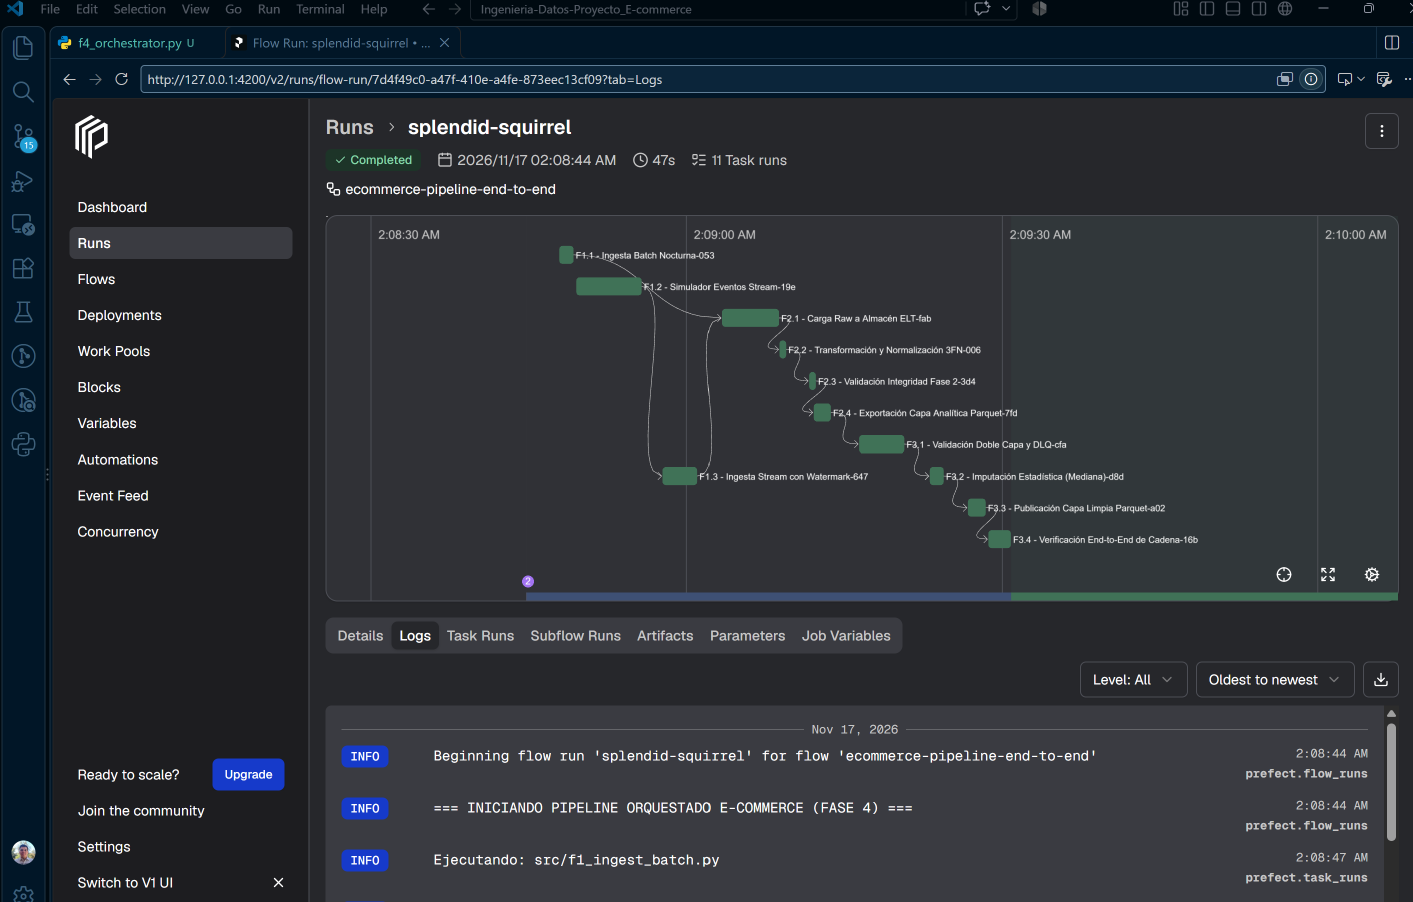 File Edit Selection View Go Run Terminal Help
Ingenieria-Datos-Proyecto_E-commerce
f4_orchestrator.py U
Flow Run: splendid-squirrel • ...
http://127.0.0.1:4200/v2/runs/flow-run/7d4f49c0-a47f-410e-a4fe-873eec13cf09?tab=Logs
15
Dashboard
Runs
Flows
Deployments
Work Pools
Blocks
Variables
Automations
Event Feed
Concurrency
Ready to scale? Upgrade
Join the community
Settings
Switch to V1 UI
Runs > splendid-squirrel
Completed 2026/11/17 02:08:44 AM 47s 11 Task runs
ecommerce-pipeline-end-to-end
2:08:30 AM 2:09:00 AM 2:09:30 AM 2:10:00 AM
F1.1 - Ingesta Batch Nocturna-053
F1.2 - Simulador Eventos Stream-19e
F2.1 - Carga Raw a Almacén ELT-fab
F2.2 - Transformación y Normalización 3FN-006
F2.3 - Validación Integridad Fase 2-3d4
F2.4 - Exportación Capa Analítica Parquet-7fd
F3.1 - Validación Doble Capa y DLQ-cfa
F1.3 - Ingesta Stream con Watermark-647
F3.2 - Imputación Estadística (Mediana)-d8d
F3.3 - Publicación Capa Limpia Parquet-a02
F3.4 - Verificación End-to-End de Cadena-16b
2
Details Logs Task Runs Subflow Runs Artifacts Parameters Job Variables
Level: All Oldest to newest
Nov 17, 2026
INFO Beginning flow run 'splendid-squirrel' for flow 'ecommerce-pipeline-end-to-end' 2:08:44 AM
prefect.flow_runs
INFO === INICIANDO PIPELINE ORQUESTADO E-COMMERCE (FASE 4) === 2:08:44 AM
prefect.flow_runs
INFO Ejecutando: src/f1_ingest_batch.py 2:08:47 AM
prefect.task_runs